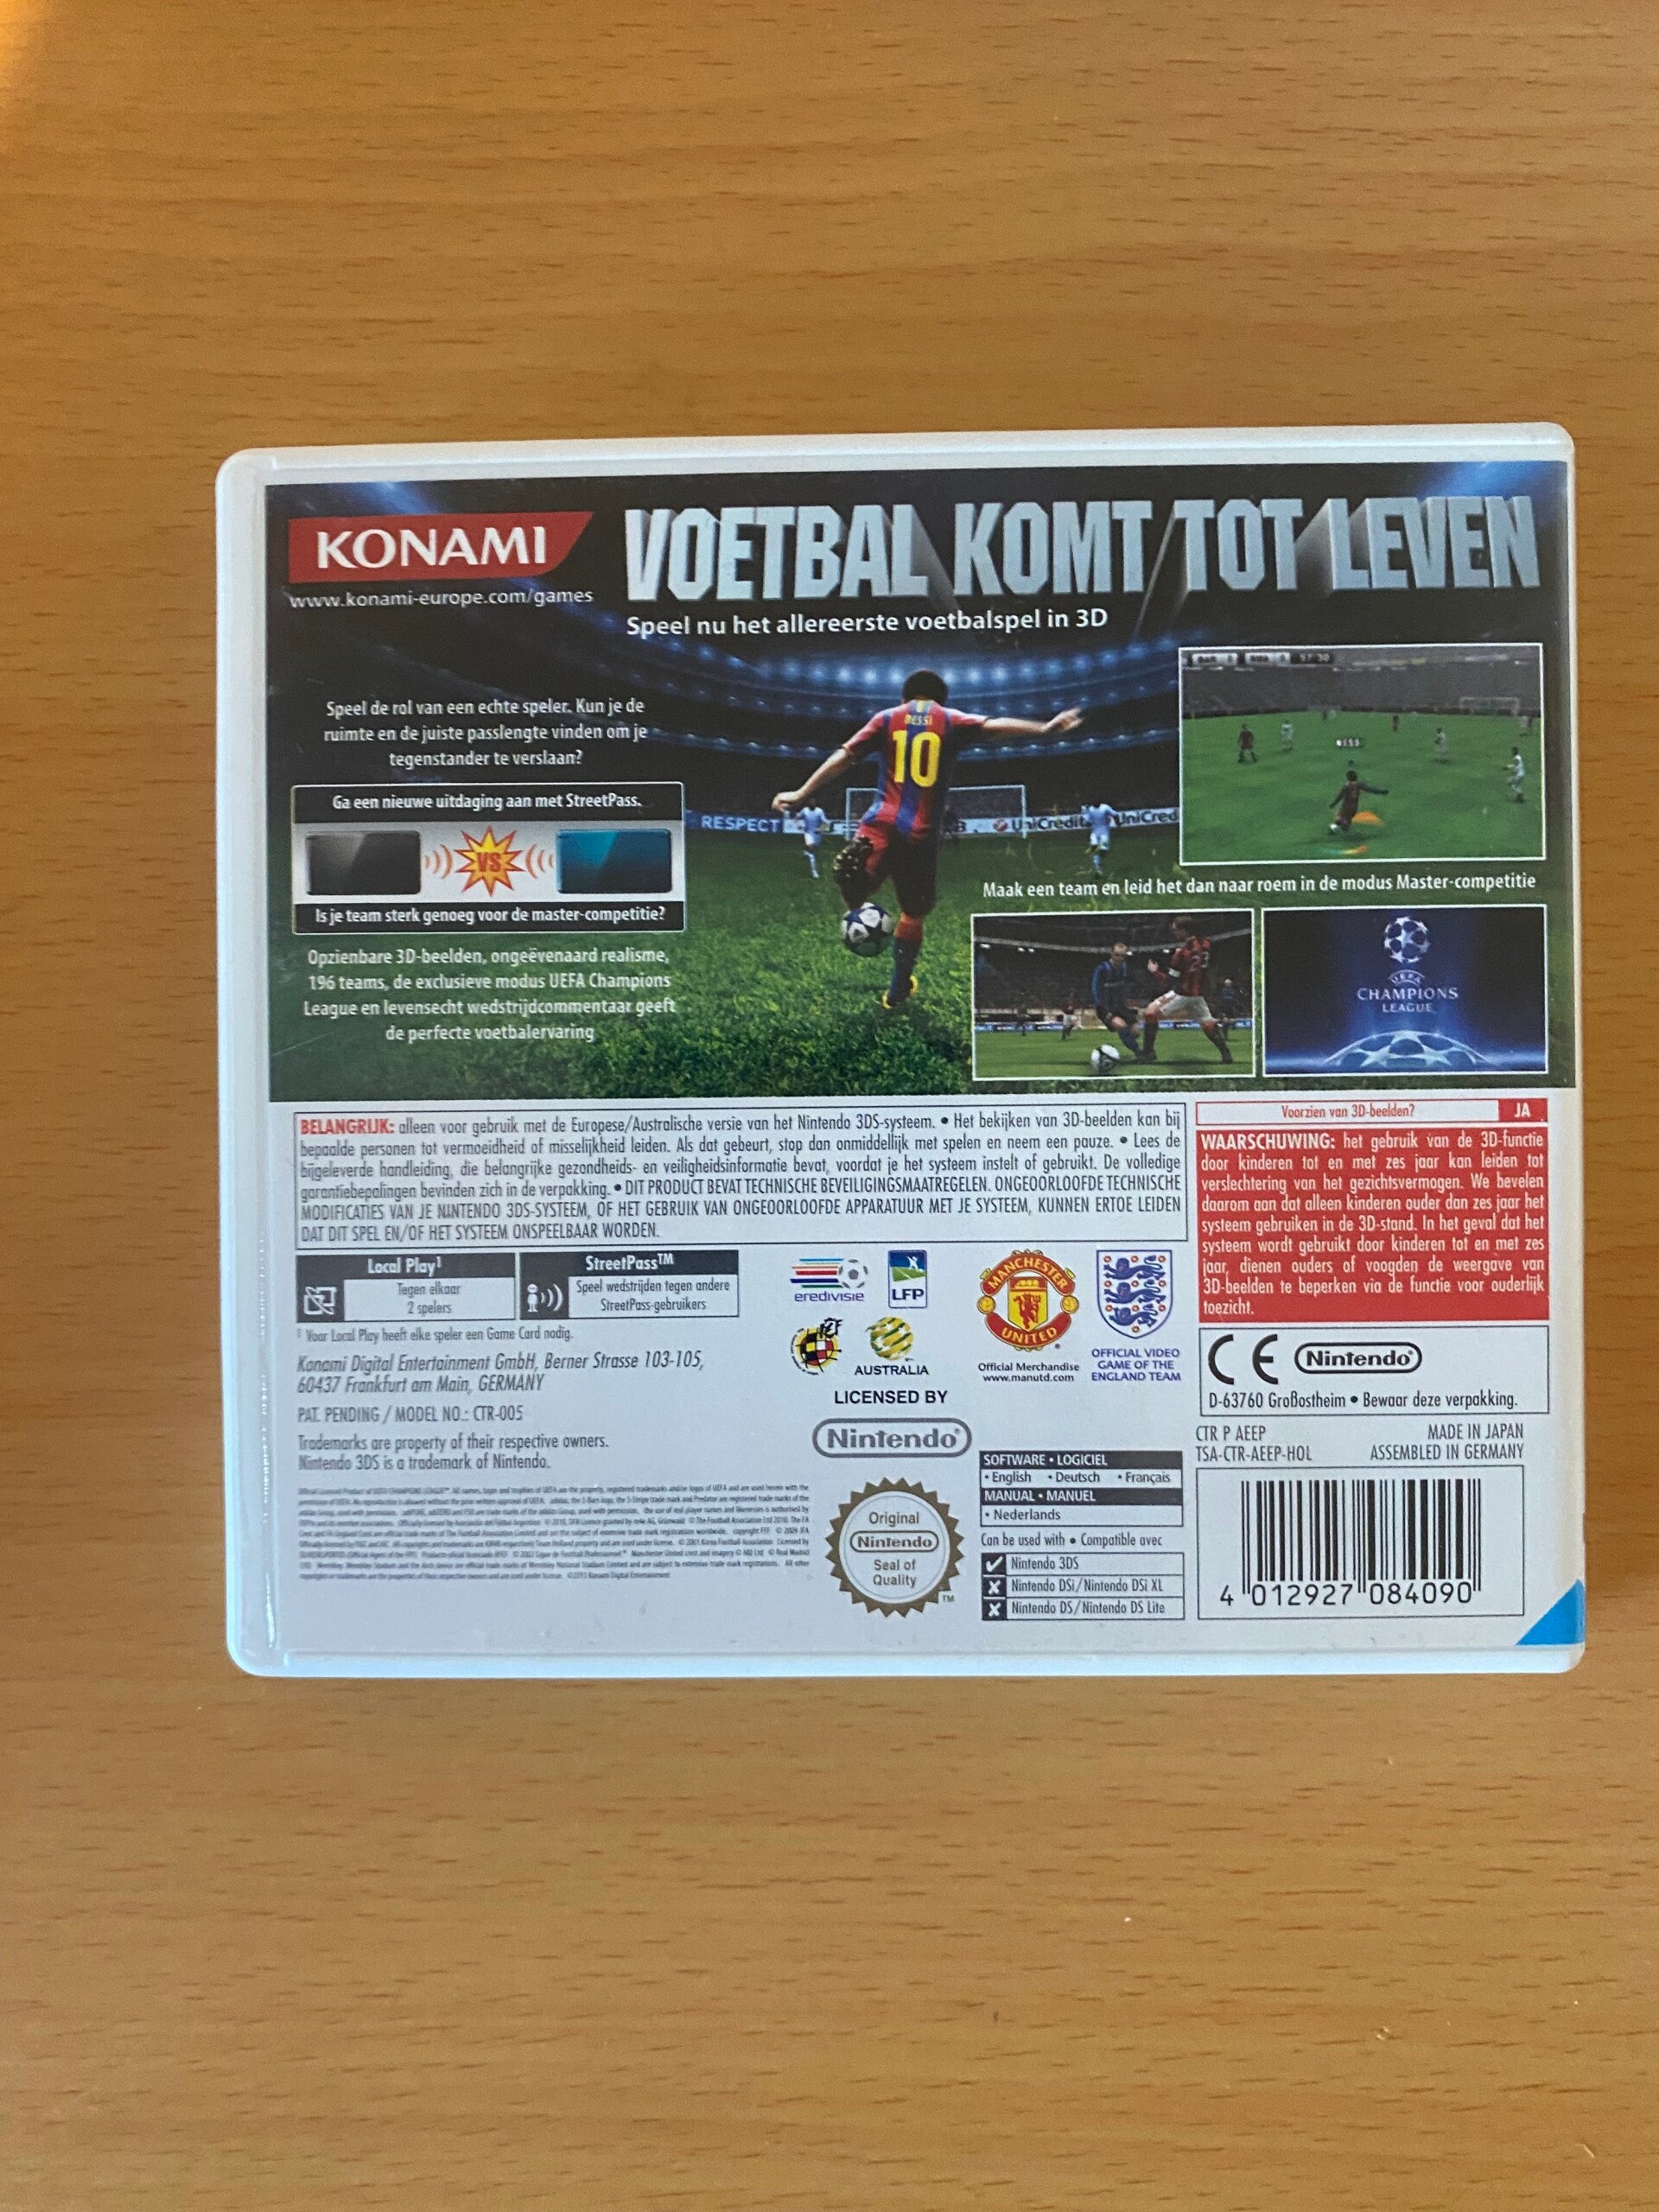 KONAMI
www.konami-europe.com/games
VOETBAL KOMT TOT LEVEN
Speel nu het allereerste voetbalspel in 3D
Speel de rol van een echte speler. Kun je de
ruimte en de juiste passlengte vinden om je
tegenstander te verslaan?
Ga een nieuwe uitdaging aan met StreetPass.
VS
Is je team sterk genoeg voor de master-competitie?
Opzienbare 3D-beelden, ongeëvenaard realisme,
196 teams, de exclusieve modus UEFA Champions
League en levensecht wedstrijdcommentaar geeft
de perfecte voetbalervaring
MESSI
10
RESPECT
UniCredit
UniCred
Maak een team en leid het dan naar roem in de modus Master-competitie
UEFA
CHAMPIONS
LEAGUE
BELANGRIJK: alleen voor gebruik met de Europese/Australische versie van het Nintendo 3DS-systeem. • Het bekijken van 3D-beelden kan bij
bepaalde personen tot vermoeidheid of misselijkheid leiden. Als dat gebeurt, stop dan onmiddellijk met spelen en neem een pauze. • Lees de
bijgeleverde handleiding, die belangrijke gezondheids- en veiligheidsinformatie bevat, voordat je het systeem instelt of gebruikt. De volledige
garantiebepalingen bevinden zich in de verpakking. • DIT PRODUCT BEVAT TECHNISCHE BEVEILIGINGSMAATREGELEN. ONGEOORLOOFDE TECHNISCHE
MODIFICATIES VAN JE NINTENDO 3DS-SYSTEEM, OF HET GEBRUIK VAN ONGEOORLOOFDE APPARATUUR MET JE SYSTEEM, KUNNEN ERTOE LEIDEN
DAT DIT SPEL EN/OF HET SYSTEEM ONSPEELBAAR WORDEN.
Voorzien van 3D-beelden? JA
WAARSCHUWING: het gebruik van de 3D-functie
door kinderen tot en met zes jaar kan leiden tot
verslechtering van het gezichtsvermogen. We bevelen
daarom aan dat alleen kinderen ouder dan zes jaar het
systeem gebruiken in de 3D-stand. In het geval dat het
systeem wordt gebruikt door kinderen tot en met zes
jaar, dienen ouders of voogden de weergave van
3D-beelden te beperken via de functie voor ouderlijk
toezicht.
Local Play¹
Tegen elkaar
2 spelers
StreetPass™
Speel wedstrijden tegen andere
StreetPass-gebruikers
¹ Voor Local Play heeft elke speler een Game Card nodig.
Konami Digital Entertainment GmbH, Berner Strasse 103-105,
60437 Frankfurt am Main, GERMANY
PAT. PENDING / MODEL NO.: CTR-005
Trademarks are property of their respective owners.
Nintendo 3DS is a trademark of Nintendo.
eredivisie
LFP
AUSTRALIA
MANCHESTER
UNITED
Official Merchandise
www.manutd.com
OFFICIAL VIDEO
GAME OF THE
ENGLAND TEAM
LICENSED BY
Nintendo
Original
Nintendo
Seal of
Quality
TM
SOFTWARE • LOGICIEL
• English • Deutsch • Français
MANUAL • MANUEL
• Nederlands
Can be used with • Compatible avec
Nintendo 3DS
Nintendo DSi/Nintendo DSi XL
Nintendo DS/Nintendo DS Lite
CE Nintendo
D-63760 Großostheim • Bewaar deze verpakking.
CTR P AEEP MADE IN JAPAN
TSA-CTR-AEEP-HOL ASSEMBLED IN GERMANY
4 012927 084090